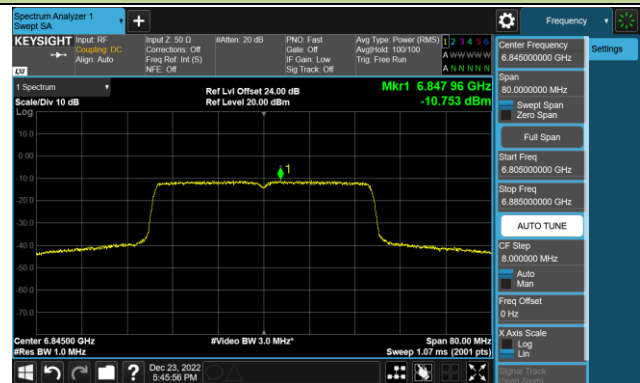 Spectrum Analyzer 1
Swept SA
+
Frequency
KEYSIGHT
Input: RF
Coupling: DC
Align: Auto
LXI
Input Z: 50 Ω
Corrections: Off
Freq Ref: Int (S)
NFE: Off
#Atten: 20 dB
PNO: Fast
Gate: Off
IF Gain: Low
Sig Track: Off
Avg Type: Power (RMS)
Avg|Hold: 100/100
Trig: Free Run
1 2 3 4 5 6
A W W W W W
A N N N N N
1 Spectrum
Scale/Div 10 dB
Log
Ref Lvl Offset 24.00 dB
Ref Level 20.00 dBm
Mkr1 6.847 96 GHz
-10.753 dBm
10.0
0.00
-10.0
-20.0
-30.0
-40.0
-50.0
-60.0
-70.0
1
Center 6.84500 GHz
#Res BW 1.0 MHz
#Video BW 3.0 MHz*
Span 80.00 MHz
Sweep 1.07 ms (2001 pts)
Center Frequency
6.845000000 GHz
Span
80.0000000 MHz
Swept Span
Zero Span
Full Span
Start Freq
6.805000000 GHz
Stop Freq
6.885000000 GHz
AUTO TUNE
CF Step
8.000000 MHz
Auto
Man
Freq Offset
0 Hz
X Axis Scale
Log
Lin
Signal Track
Settings
?
Dec 23, 2022
5:45:56 PM